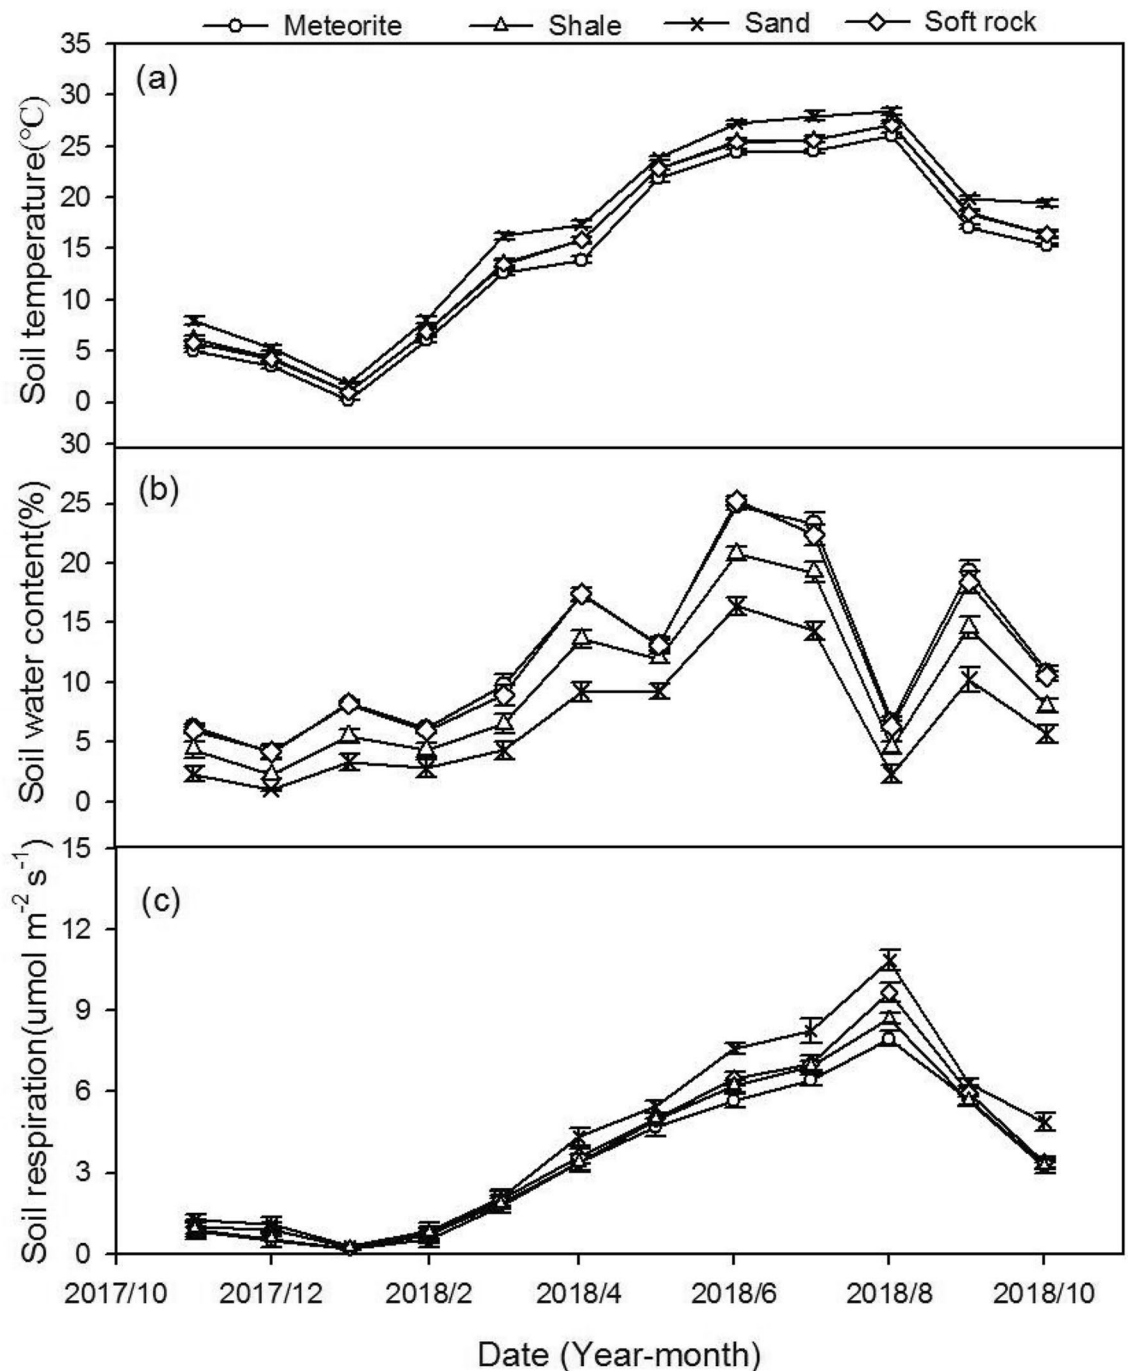 Meteorite Shale Sand Soft rock
(a)
Soil temperature(°C)
35
30
25
20
15
10
5
0
(b)
Soil water content(%)
30
25
20
15
10
5
0
(c)
Soil respiration(umol m⁻² s⁻¹)
15
12
9
6
3
0
2017/10 2017/12 2018/2 2018/4 2018/6 2018/8 2018/10
Date (Year-month)